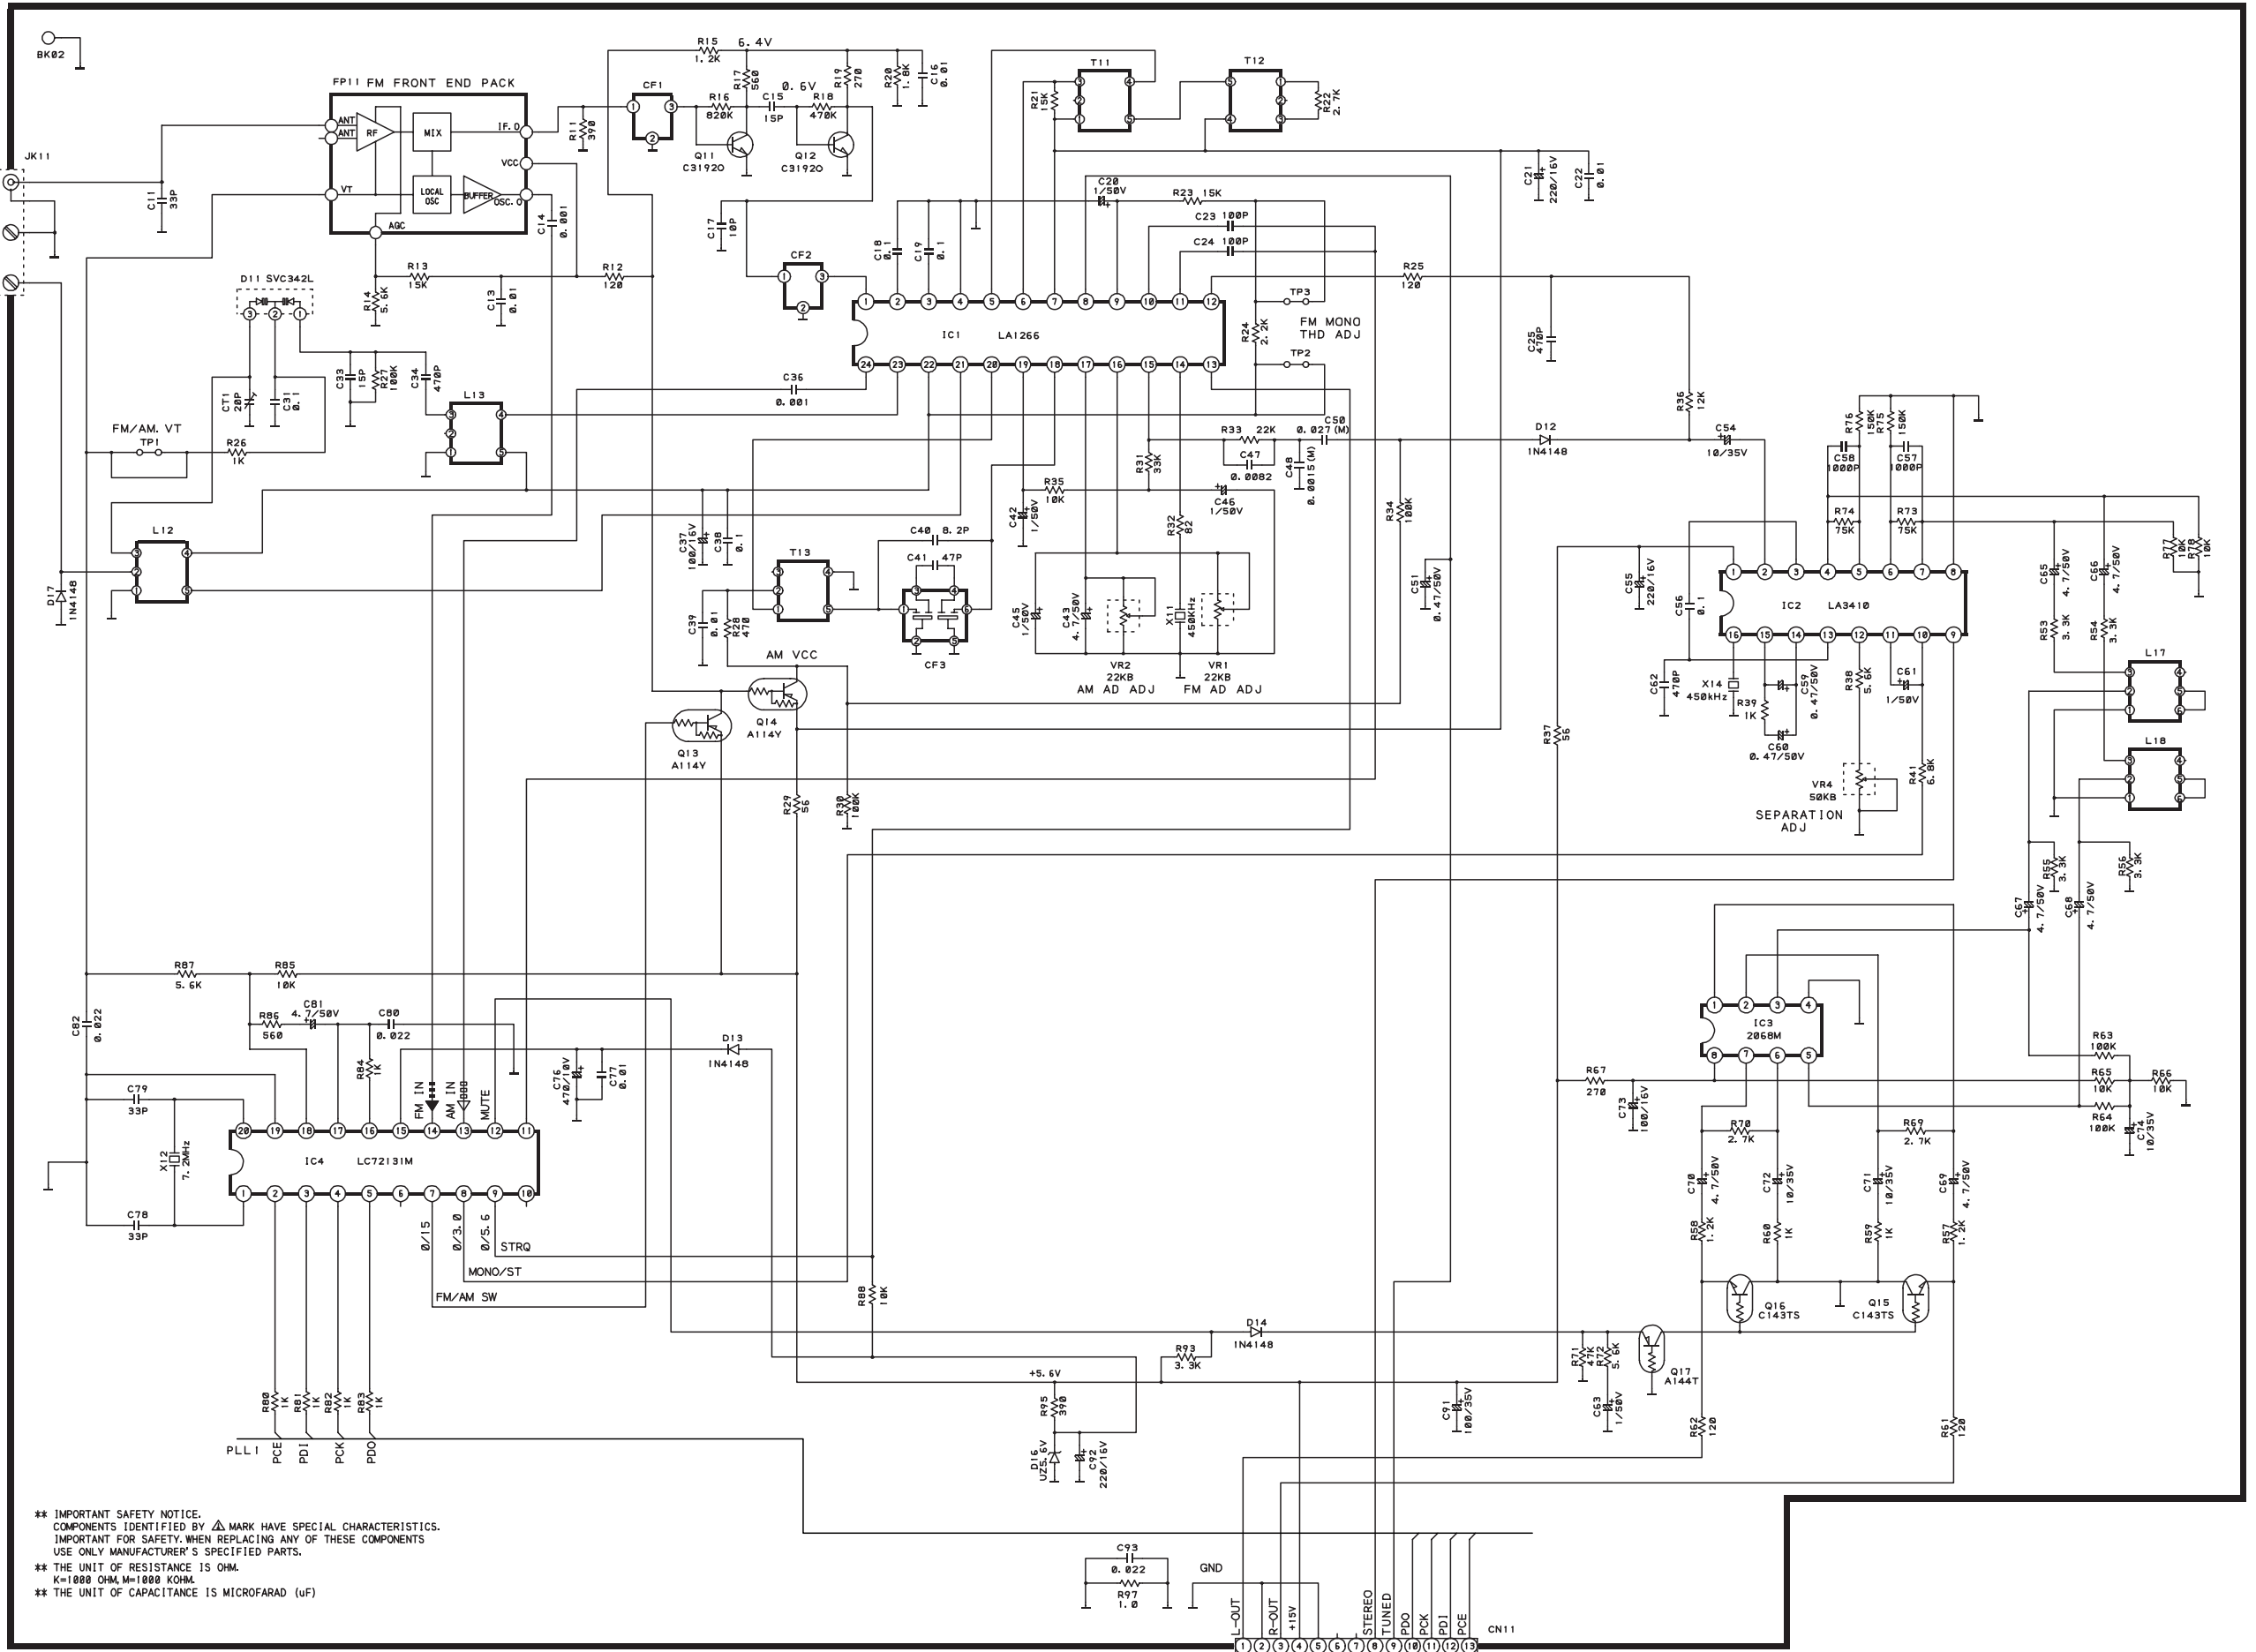 BK02
JK11
C11 33P
FP11 FM FRONT END PACK
ANT
ANT
RF
MIX
IF.O
VCC
VT
LOCAL OSC
BUFFER
OSC.O
AGC
C14 0.001
R11 390
CF1
R15 1.2K
6.4V
R17 560
R16 820K
C15 15P
0.6V
R18 470K
R19 270
R20 1.8K
C16 0.01
Q11 C3192O
Q12 C3192O
C17 10P
CF2
R13 15K
R12 120
R14 5.6K
C13 0.01
D11 SVC342L
C33 15P
R27 100K
C34 470P
CT1 20P
C31 0.1
FM/AM. VT
TP1
R26 1K
L13
L12
D17 1N4148
T11
T12
R21 15K
R22 2.7K
C21 220/16V
C22 0.01
C18 0.1
C19 0.1
C20 1/50V
R23 15K
C23 100P
C24 100P
IC1 LA1266
R24 2.2K
TP3
FM MONO
THD ADJ
TP2
R25 120
C25 470P
R36 12K
C36 0.001
R33 22K
C47 0.0082
C50 0.027(M)
C48 0.0015(M)
D12 1N4148
C54 10/35V
R31 33K
R35 10K
C46 1/50V
C42 1/50V
R32 82
R34 100K
C37 100/16V
C38 0.1
C40 8.2P
C41 47P
T13
CF3
C39 0.01
R28 470
C45 1/50V
C43 4.7/50V
X11 450KHz
VR2 22KB
AM AD ADJ
VR1 22KB
FM AD ADJ
C51 0.47/50V
AM VCC
Q14 A114Y
Q13 A114Y
R29 56
R30 100K
R76 150K
R75 150K
C58 1000P
C57 1000P
R74 75K
R73 75K
C55 220/16V
C56 0.1
IC2 LA3410
C65 4.7/50V
C66 4.7/50V
R77 10K
R78 10K
R53 3.3K
R54 3.3K
L17
L18
C62 470P
X14 450kHz
R39 1K
C59 0.47/50V
C60 0.47/50V
R38 5.6K
C61 1/50V
R41 6.8K
VR4 50KB
SEPARATION
ADJ
R37 56
R55 3.3K
R56 3.3K
C67 4.7/50V
C68 4.7/50V
R87 5.6K
R85 10K
C82 0.022
R86 560
C81 4.7/50V
C80 0.022
R84 1K
C79 33P
X12 7.2MHz
C78 33P
FM IN
AM IN
MUTE
C76 470/10V
C77 0.01
D13 1N4148
IC4 LC72131M
0/15
0/3.0
0/5.6
STRQ
MONO/ST
FM/AM SW
R88 10K
R80 1K
R81 1K
R82 1K
R83 1K
PLL1
PCE
PDI
PCK
PDO
IC3 2068M
R67 270
C73 100/16V
R63 100K
R65 10K
R66 10K
R64 100K
C74 10/35V
R70 2.7K
R69 2.7K
C70 4.7/50V
C72 10/35V
C71 10/35V
C69 4.7/50V
R58 1.2K
R60 1K
R59 1K
R57 1.2K
Q16 C143TS
Q15 C143TS
Q17 A144T
D14 1N4148
R93 3.3K
R71 47K
R72 5.6K
C63 1/50V
R62 120
R61 120
+5.6V
R95 390
D16 UZ5.6V
C92 220/16V
C91 100/35V
** IMPORTANT SAFETY NOTICE.
COMPONENTS IDENTIFIED BY ⚠ MARK HAVE SPECIAL CHARACTERISTICS.
IMPORTANT FOR SAFETY. WHEN REPLACING ANY OF THESE COMPONENTS
USE ONLY MANUFACTURER'S SPECIFIED PARTS.
** THE UNIT OF RESISTANCE IS OHM.
K=1000 OHM, M=1000 KOHM.
** THE UNIT OF CAPACITANCE IS MICROFARAD (uF)
C93 0.022
R97 1.0
GND
L-OUT
R-OUT
+15V
STEREO
TUNED
PDO
PCK
PDI
PCE
1 2 3 4 5 6 7 8 9 10 11 12 13
CN11